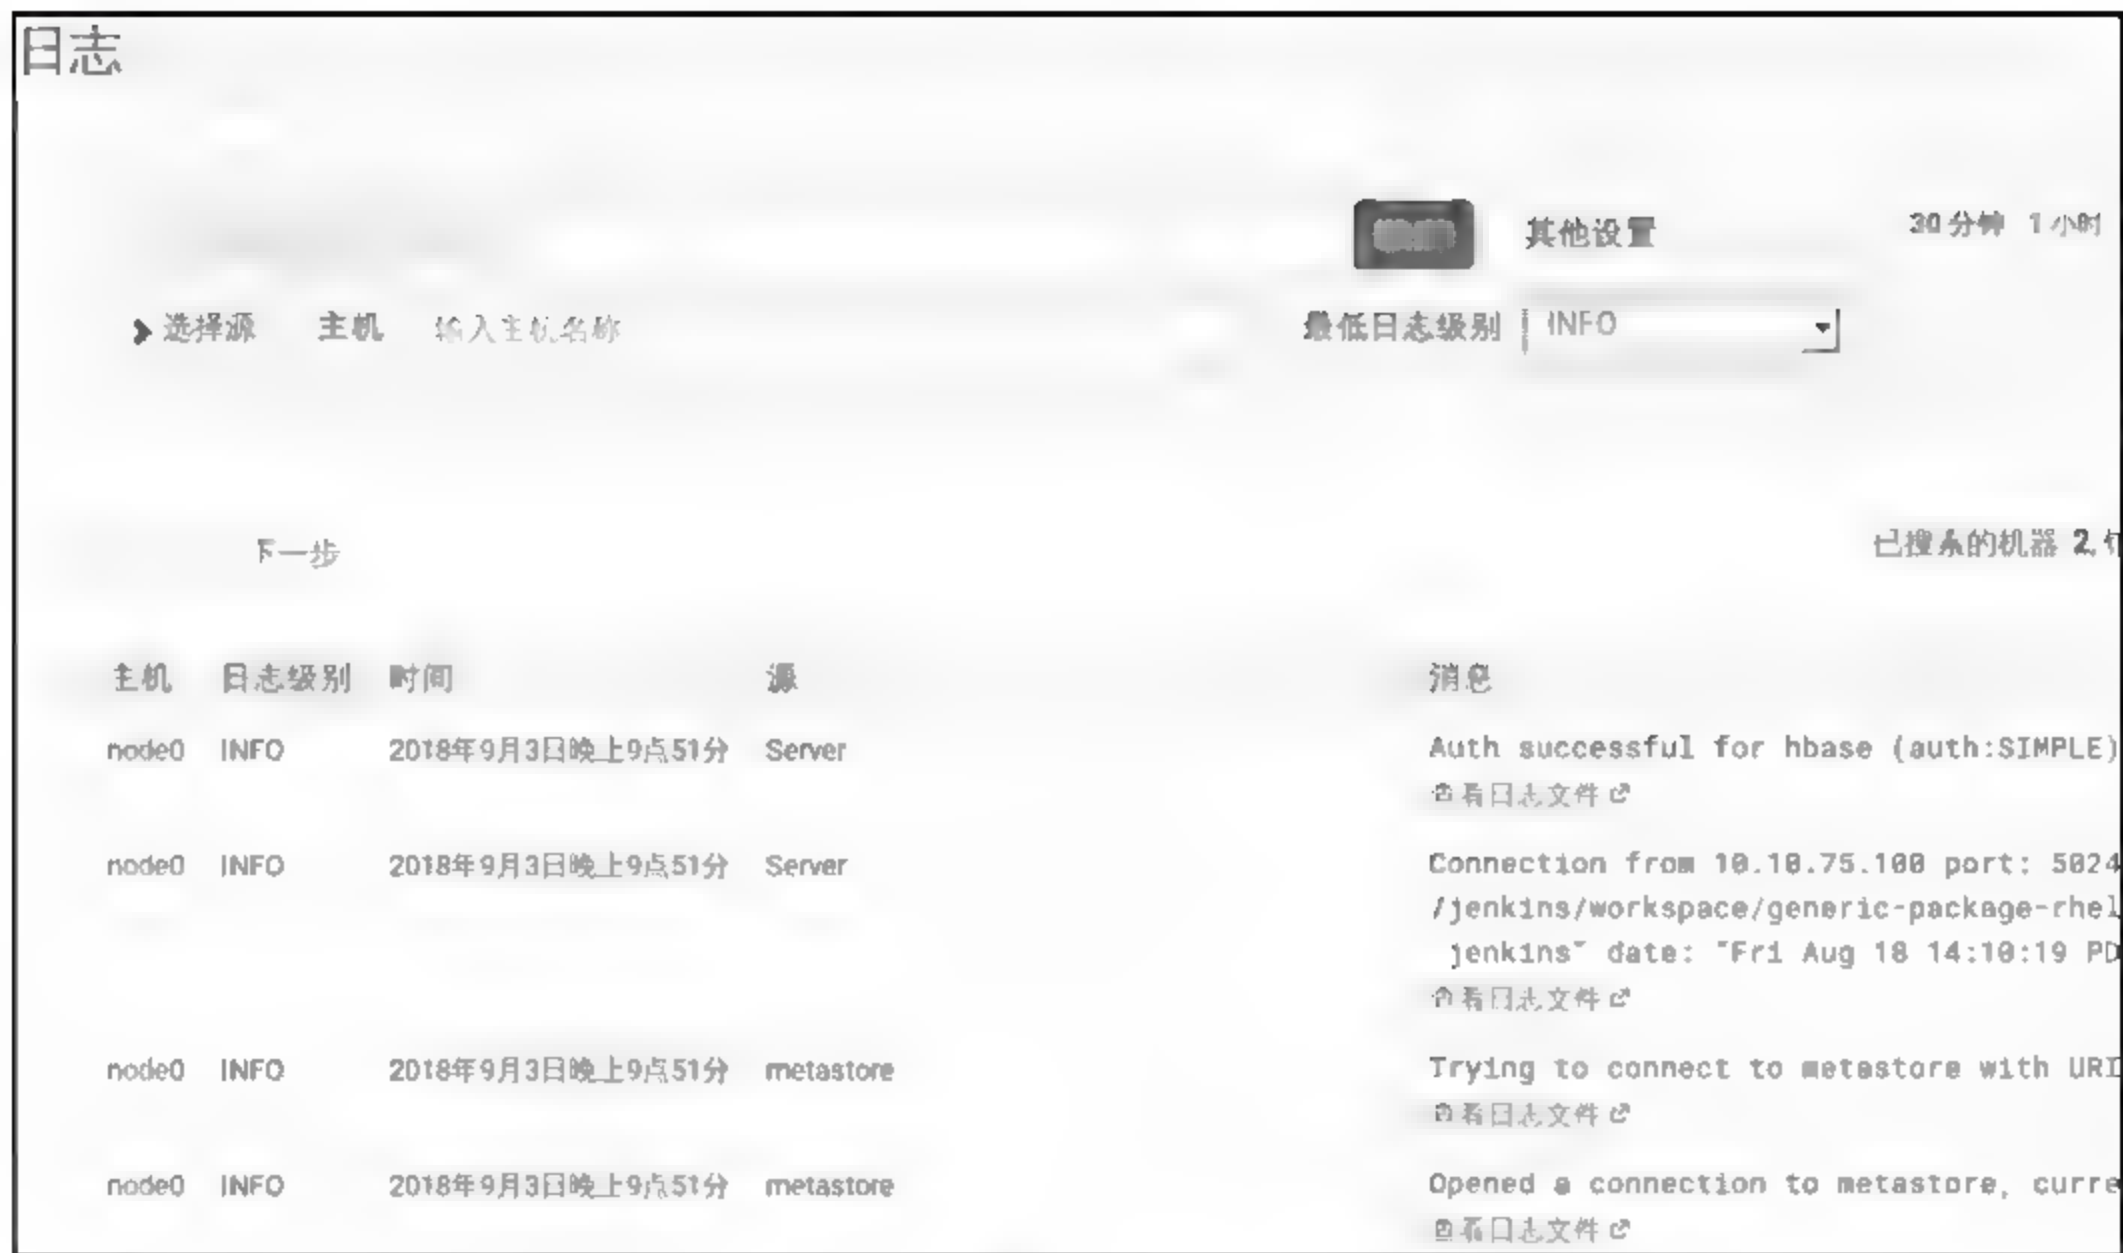 日志
其他设置 30分钟 1小时
选择源 主机 输入主机名称 最低日志级别 INFO
下一步 已搜索的机器 2,
主机 日志级别 时间 源 消息
node0 INFO 2018年9月3日晚上9点51分 Server Auth successful for hbase (auth:SIMPLE)
查看日志文件
node0 INFO 2018年9月3日晚上9点51分 Server Connection from 10.10.75.100 port: 5024
/jenkins/workspace/generic-package-rhel
jenkins" date: "Fri Aug 18 14:10:19 PD
查看日志文件
node0 INFO 2018年9月3日晚上9点51分 metastore Trying to connect to metastore with URI
查看日志文件
node0 INFO 2018年9月3日晚上9点51分 metastore Opened a connection to metastore, curre
查看日志文件